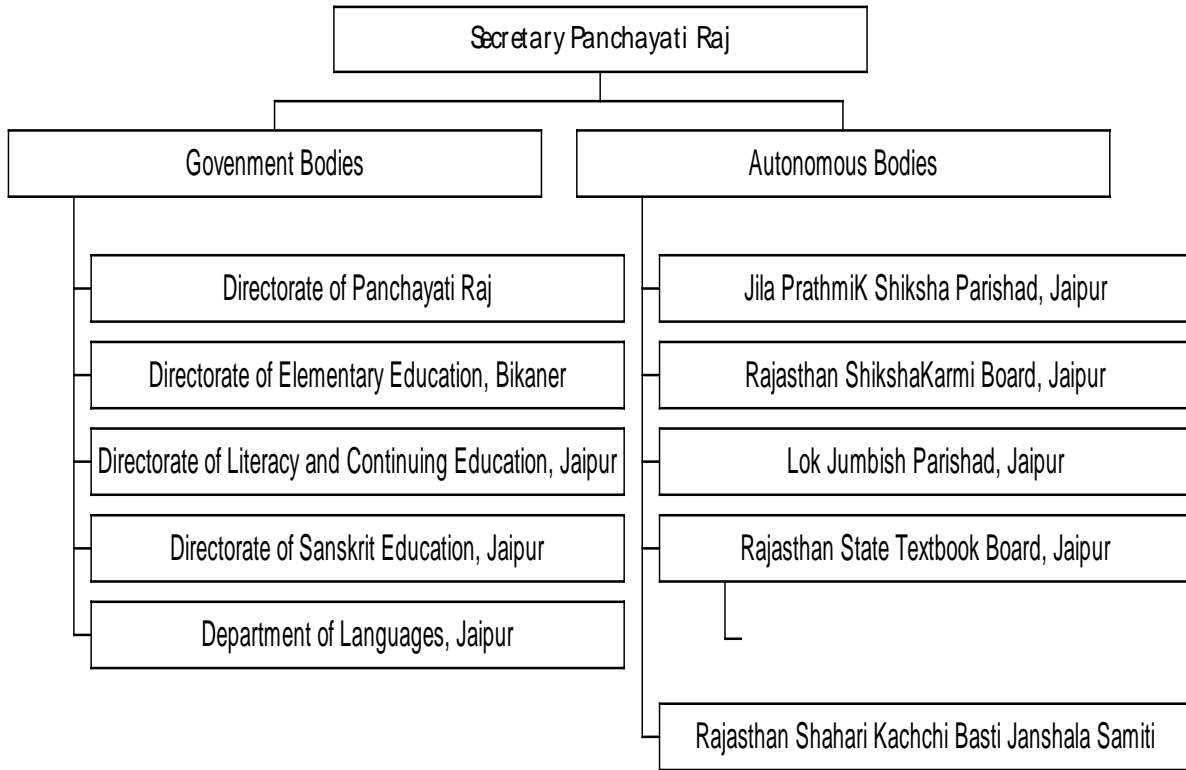 Secretary Panchayati Raj
Govenment Bodies
Autonomous Bodies
Directorate of Panchayati Raj
Directorate of Elementary Education, Bikaner
Directorate of Literacy and Continuing Education, Jaipur
Directorate of Sanskrit Education, Jaipur
Department of Languages, Jaipur
Jila PrathmiK Shiksha Parishad, Jaipur
Rajasthan ShikshaKarmi Board, Jaipur
Lok Jumbish Parishad, Jaipur
Rajasthan State Textbook Board, Jaipur
Rajasthan Shahari Kachchi Basti Janshala Samiti